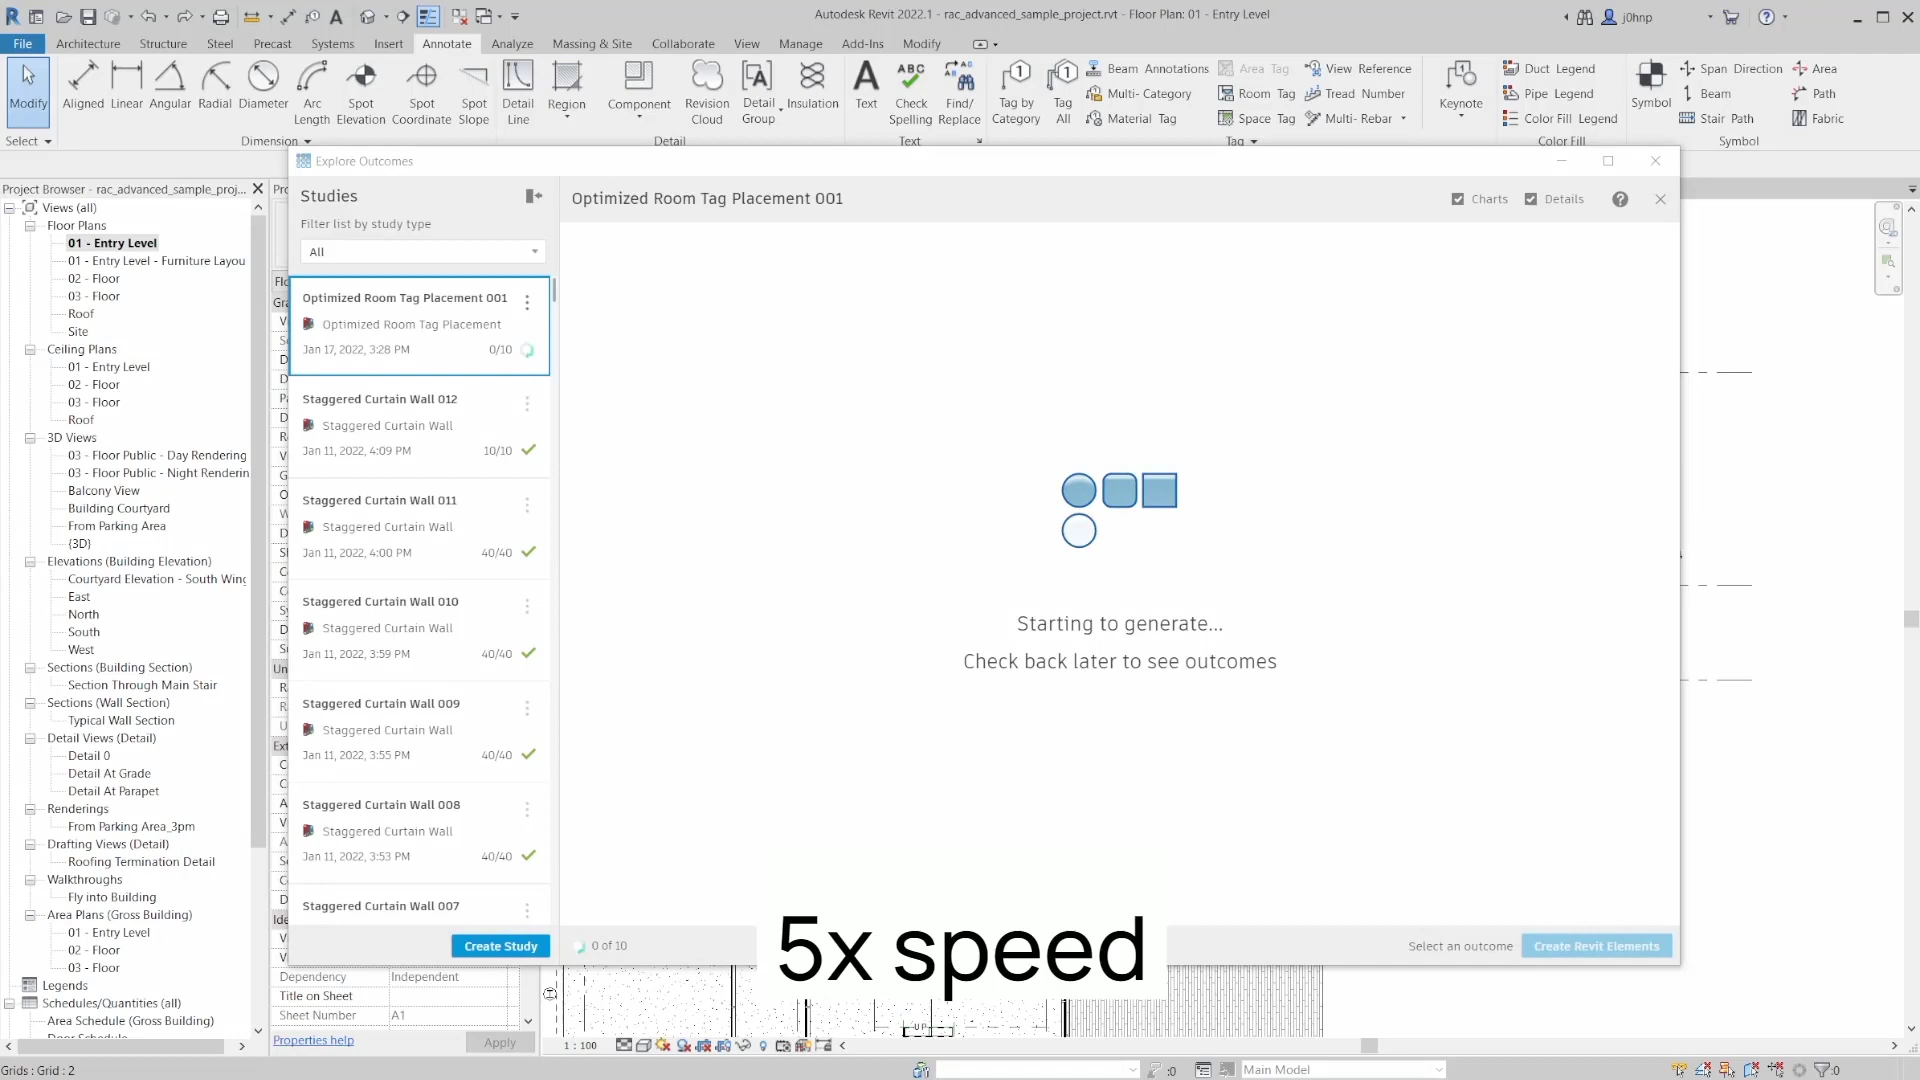 Autodesk Revit 2022.1 - rac_advanced_sample_project.rvt - Floor Plan: 01 - Entry Level
j0hnp
File Architecture Structure Steel Precast Systems Insert Annotate Analyze Massing & Site Collaborate View Manage Add-Ins Modify
Modify Aligned Linear Angular Radial Diameter Arc Length Spot Elevation Spot Coordinate Spot Slope Detail Line Region Component Revision Cloud Detail Group Insulation Text Check Spelling Find/ Replace Tag by Category Tag All
Beam Annotations Area Tag View Reference
Multi- Category Room Tag Tread Number
Material Tag Space Tag Multi- Rebar
Keynote
Duct Legend
Pipe Legend
Color Fill Legend
Symbol
Span Direction Area
Beam Path
Stair Path Fabric
Select Dimension Detail Text Tag Color Fill Symbol
Project Browser - rac_advanced_sample_proj...
Views (all)
Floor Plans
01 - Entry Level
01 - Entry Level - Furniture Layou
02 - Floor
03 - Floor
Roof
Site
Ceiling Plans
01 - Entry Level
02 - Floor
03 - Floor
Roof
3D Views
03 - Floor Public - Day Rendering
03 - Floor Public - Night Renderin
Balcony View
Building Courtyard
From Parking Area
{3D}
Elevations (Building Elevation)
Courtyard Elevation - South Wing
East
North
South
West
Sections (Building Section)
Section Through Main Stair
Sections (Wall Section)
Typical Wall Section
Detail Views (Detail)
Detail 0
Detail At Grade
Detail At Parapet
Renderings
From Parking Area_3pm
Drafting Views (Detail)
Roofing Termination Detail
Walkthroughs
Fly into Building
Area Plans (Gross Building)
01 - Entry Level
02 - Floor
03 - Floor
Legends
Schedules/Quantities (all)
Area Schedule (Gross Building)
Explore Outcomes
Studies
Filter list by study type
All
Optimized Room Tag Placement 001
Optimized Room Tag Placement
Jan 17, 2022, 3:28 PM 0/10
Staggered Curtain Wall 012
Staggered Curtain Wall
Jan 11, 2022, 4:09 PM 10/10
Staggered Curtain Wall 011
Staggered Curtain Wall
Jan 11, 2022, 4:00 PM 40/40
Staggered Curtain Wall 010
Staggered Curtain Wall
Jan 11, 2022, 3:59 PM 40/40
Staggered Curtain Wall 009
Staggered Curtain Wall
Jan 11, 2022, 3:55 PM 40/40
Staggered Curtain Wall 008
Staggered Curtain Wall
Jan 11, 2022, 3:53 PM 40/40
Staggered Curtain Wall 007
Create Study
Optimized Room Tag Placement 001
Charts Details
Starting to generate...
Check back later to see outcomes
0 of 10
Select an outcome Create Revit Elements
5x speed
Dependency Independent
Title on Sheet
Sheet Number A1
Properties help Apply
UP
1 : 100
Grids : Grid : 2
:0
Main Model
:0